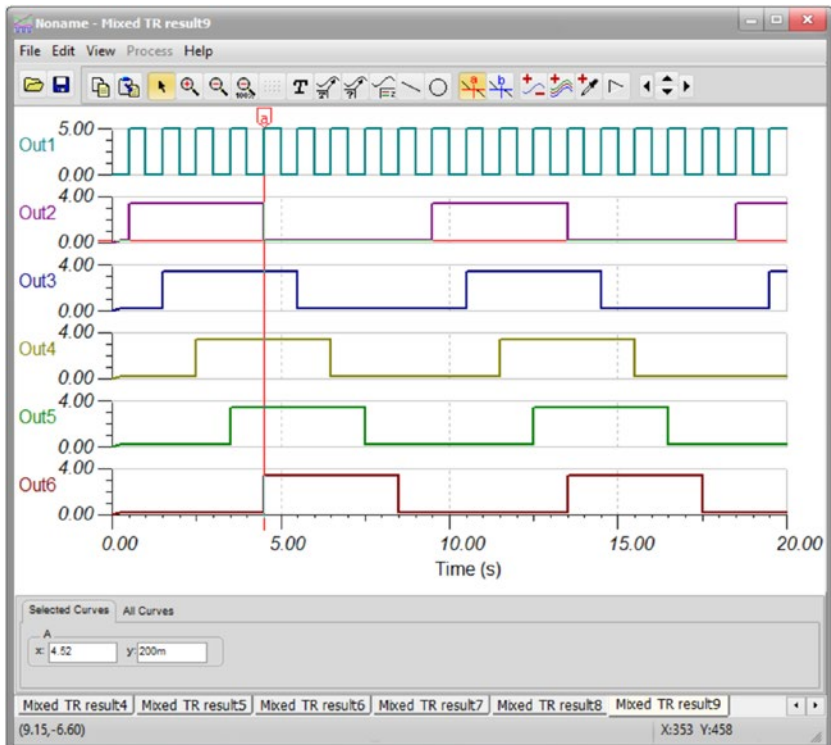 Noname - Mixed TR result9
File Edit View Process Help
100% T a b
a
Out1 5.00
0.00
Out2 4.00
0.00
Out3 4.00
0.00
Out4 4.00
0.00
Out5 4.00
0.00
Out6 4.00
0.00
0.00 5.00 10.00 15.00 20.00
Time (s)
Selected Curves All Curves
A
x: 4.52 y: 200m
Mixed TR result4 Mixed TR result5 Mixed TR result6 Mixed TR result7 Mixed TR result8 Mixed TR result9
(9.15,-6.60) X:353 Y:458